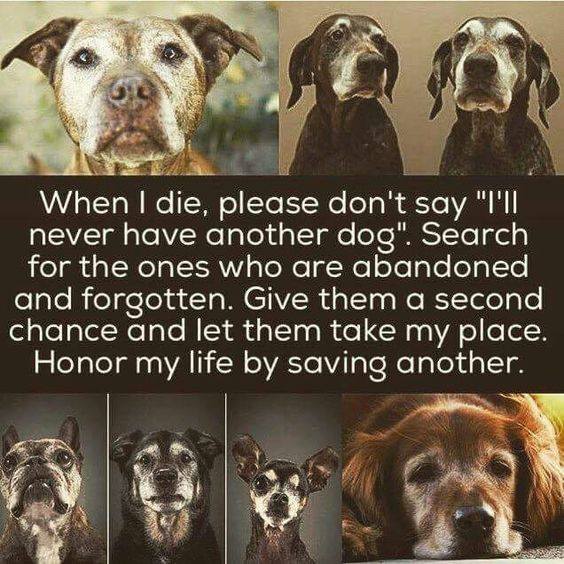 When I die, please don't say "I'll
never have another dog". Search
for the ones who are abandoned
and forgotten. Give them a second
chance and let them take my place.
Honor my life by saving another.